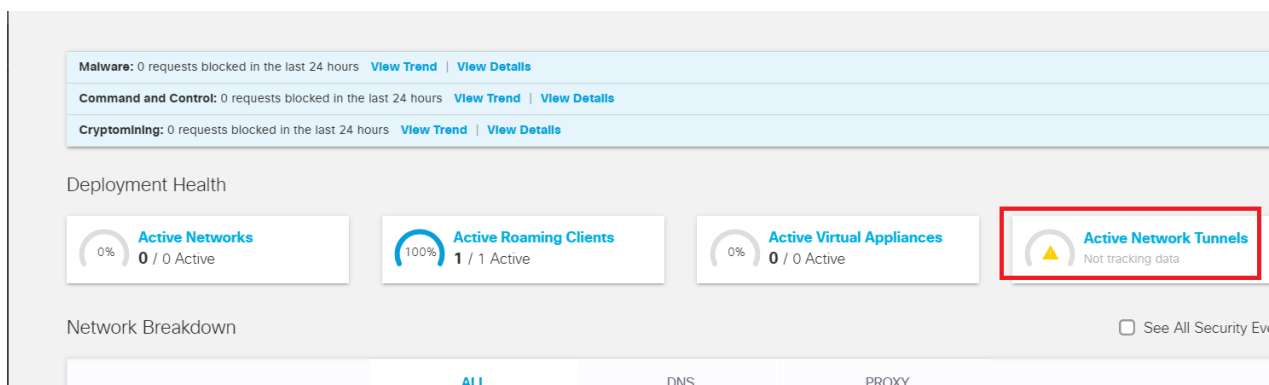 Malware: 0 requests blocked in the last 24 hours View Trend | View Details
Command and Control: 0 requests blocked in the last 24 hours View Trend | View Details
Cryptomining: 0 requests blocked in the last 24 hours View Trend | View Details
Deployment Health
0% Active Networks
0 / 0 Active
100% Active Roaming Clients
1 / 1 Active
0% Active Virtual Appliances
0 / 0 Active
Active Network Tunnels
Not tracking data
Network Breakdown
See All Security Eve
ALL DNS PROXY